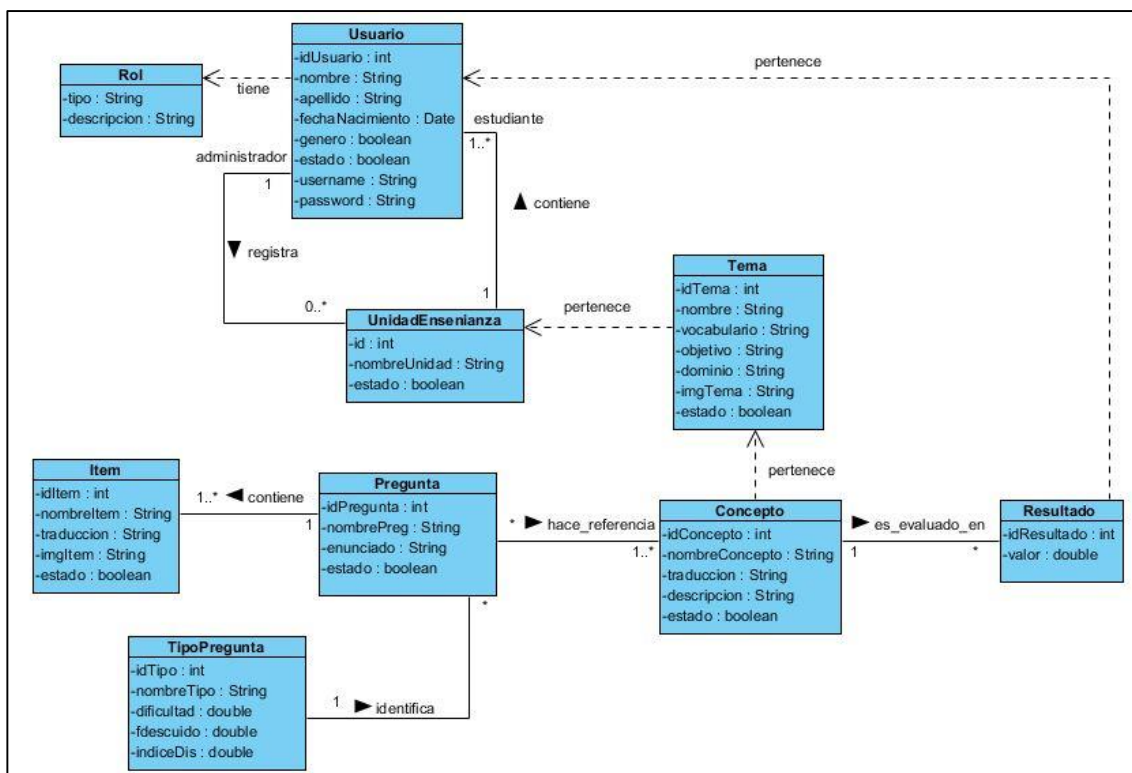 Usuario
-idUsuario : int
-nombre : String
-apellido : String
-fechaNacimiento : Date
-genero : boolean
-estado : boolean
-username : String
-password : String
Rol
-tipo : String
-descripcion : String
tiene
pertenece
estudiante
1..*
administrador
1
contiene
registra
0..*
1
UnidadEnsenianza
-id : int
-nombreUnidad : String
-estado : boolean
pertenece
Tema
-idTema : int
-nombre : String
-vocabulario : String
-objetivo : String
-dominio : String
-imgTema : String
-estado : boolean
pertenece
Item
-idItem : int
-nombreItem : String
-traduccion : String
-imgItem : String
-estado : boolean
1..* contiene
1
Pregunta
-idPregunta : int
-nombrePreg : String
-enunciado : String
-estado : boolean
* hace_referencia
1..*
Concepto
-idConcepto : int
-nombreConcepto : String
-traduccion : String
-descripcion : String
-estado : boolean
es_evaluado_en
1 *
Resultado
-idResultado : int
-valor : double
*
TipoPregunta
-idTipo : int
-nombreTipo : String
-dificultad : double
-fdescuido : double
-indiceDis : double
1 identifica